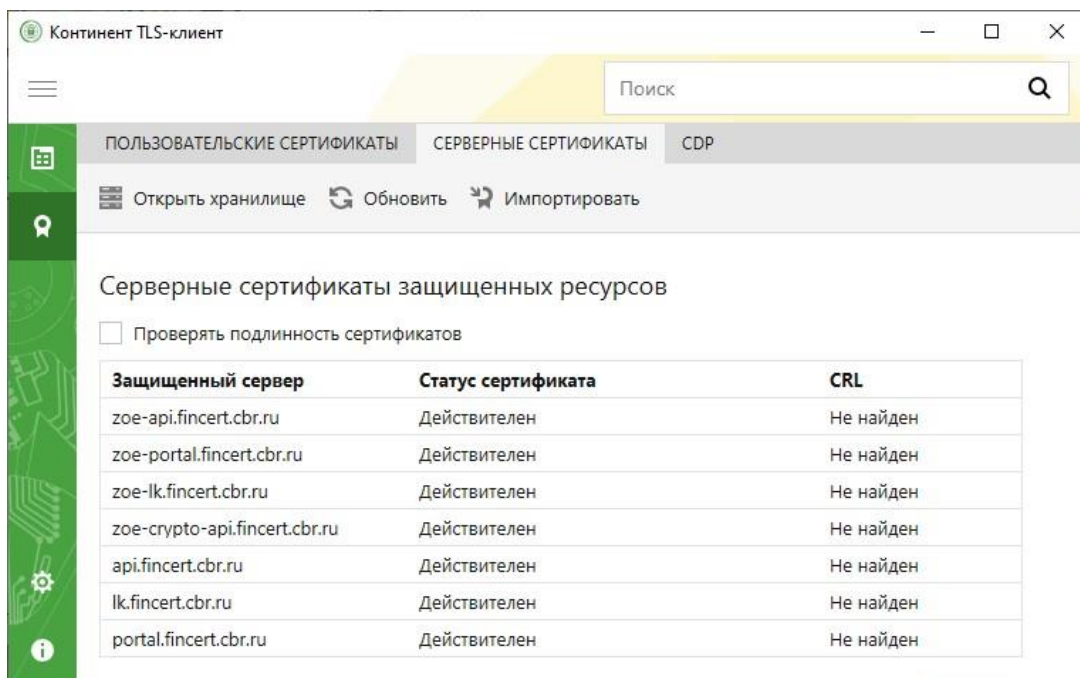 Континент TLS-клиент
Поиск
ПОЛЬЗОВАТЕЛЬСКИЕ СЕРТИФИКАТЫ СЕРВЕРНЫЕ СЕРТИФИКАТЫ CDP
Открыть хранилище Обновить Импортировать
Серверные сертификаты защищенных ресурсов
Проверять подлинность сертификатов
Защищенный сервер Статус сертификата CRL
zoe-api.fincert.cbr.ru Действителен Не найден
zoe-portal.fincert.cbr.ru Действителен Не найден
zoe-lk.fincert.cbr.ru Действителен Не найден
zoe-crypto-api.fincert.cbr.ru Действителен Не найден
api.fincert.cbr.ru Действителен Не найден
lk.fincert.cbr.ru Действителен Не найден
portal.fincert.cbr.ru Действителен Не найден